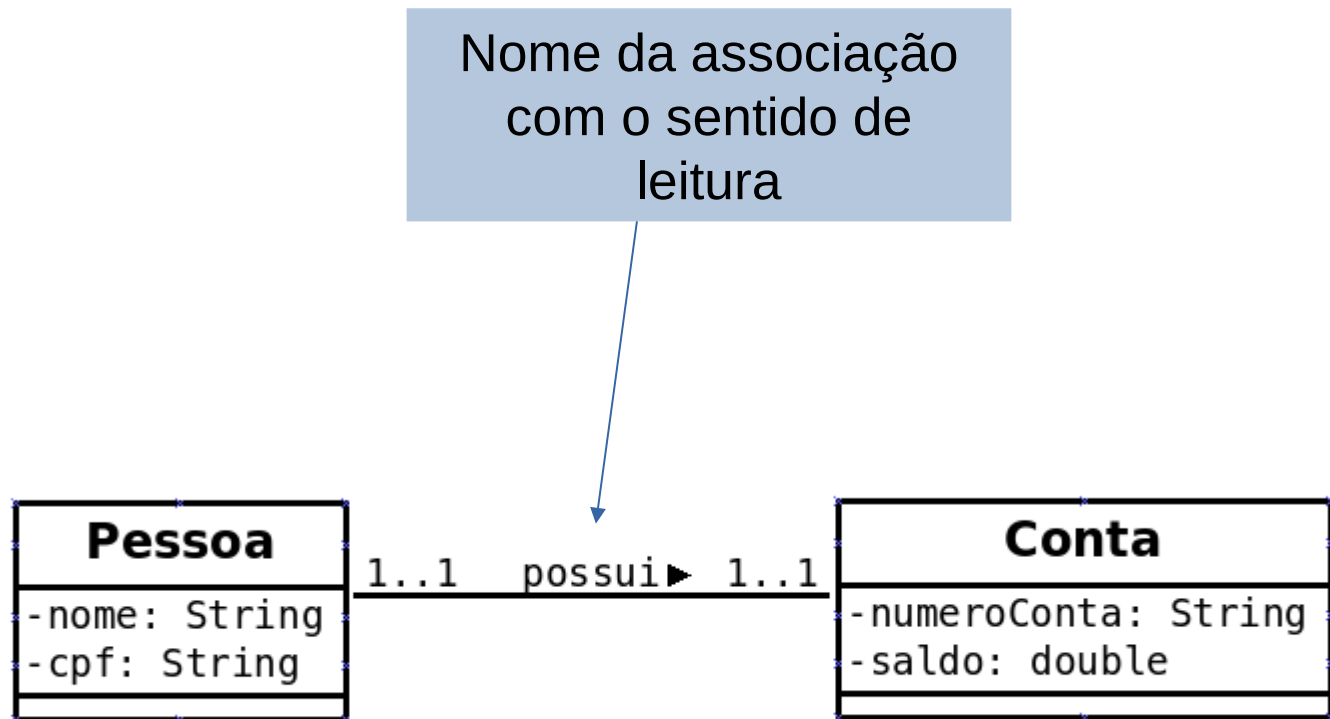 Nome da associação
com o sentido de
leitura
Pessoa
-nome: String
-cpf: String
1..1 possui▶ 1..1
Conta
-numeroConta: String
-saldo: double